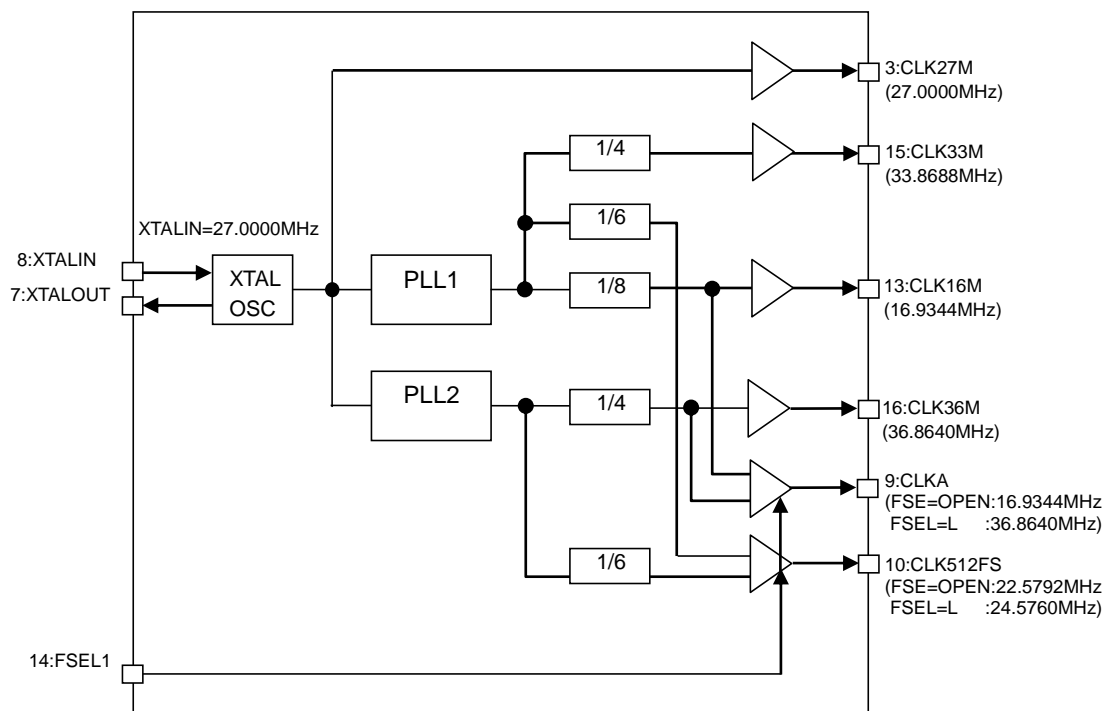 3:CLK27M
(27.0000MHz)
1/4
15:CLK33M
(33.8688MHz)
1/6
XTALIN=27.0000MHz
8:XTALIN
7:XTALOUT
XTAL
OSC
PLL1
1/8
13:CLK16M
(16.9344MHz)
PLL2
1/4
16:CLK36M
(36.8640MHz)
9:CLKA
(FSE=OPEN:16.9344MHz
FSEL=L :36.8640MHz)
1/6
10:CLK512FS
(FSE=OPEN:22.5792MHz
FSEL=L :24.5760MHz)
14:FSEL1